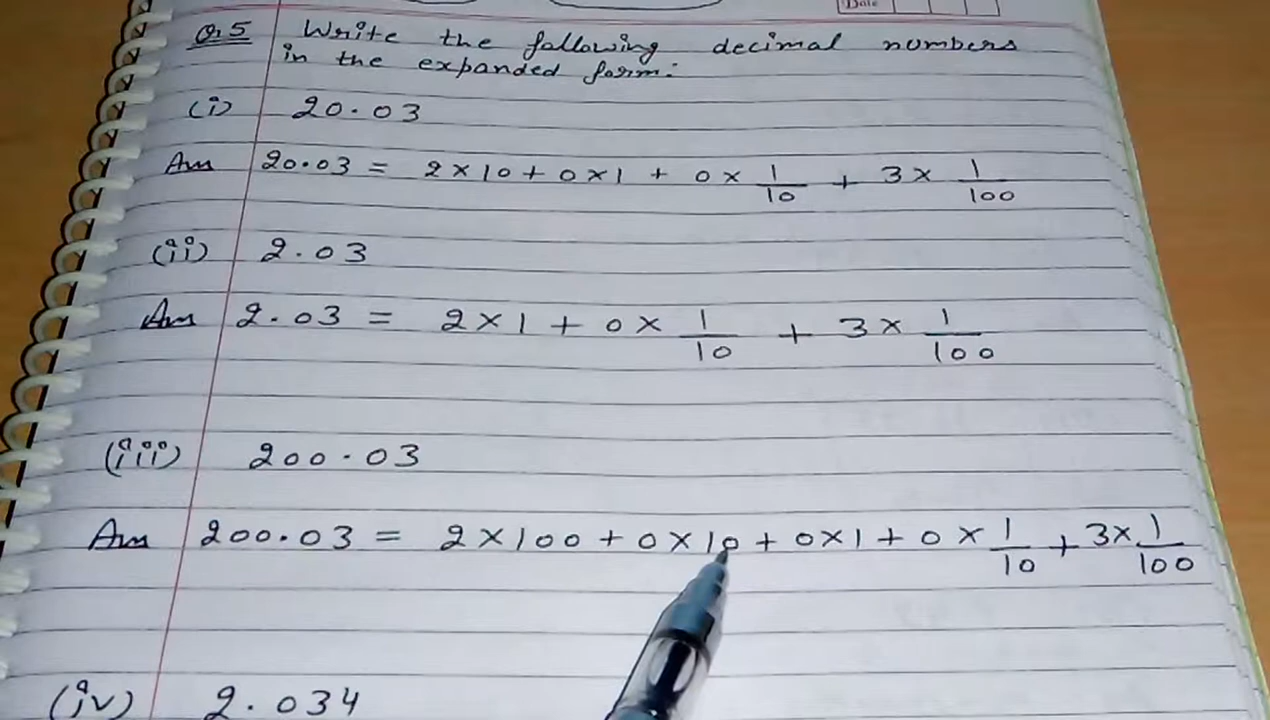 Date
Q.5 Write the following decimal numbers
in the expanded form:
(i) 20.03
Ans 20.03 = 2×10 + 0×1 + 0× 1/10 + 3× 1/100
(ii) 2.03
Ans 2.03 = 2×1 + 0× 1/10 + 3× 1/100
(iii) 200.03
Ans 200.03 = 2×100 + 0×10 + 0×1 + 0× 1/10 + 3× 1/100
(iv) 2.034